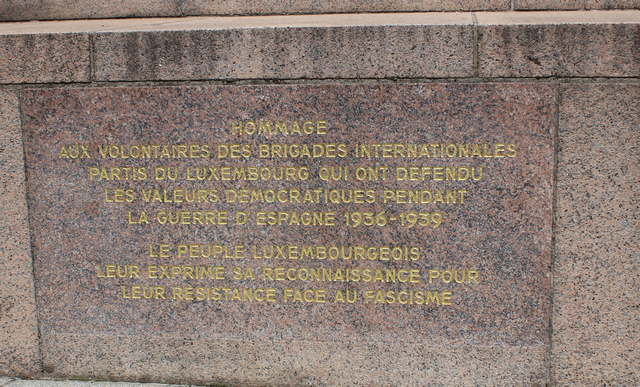 HOMMAGE
AUX VOLONTAIRES DES BRIGADES INTERNATIONALES
PARTIS DU LUXEMBOURG QUI ONT DEFENDU
LES VALEURS DEMOCRATIQUES PENDANT
LA GUERRE D'ESPAGNE 1936-1939
LE PEUPLE LUXEMBOURGEOIS
LEUR EXPRIME SA RECONNAISSANCE POUR
LEUR RESISTANCE FACE AU FASCISME